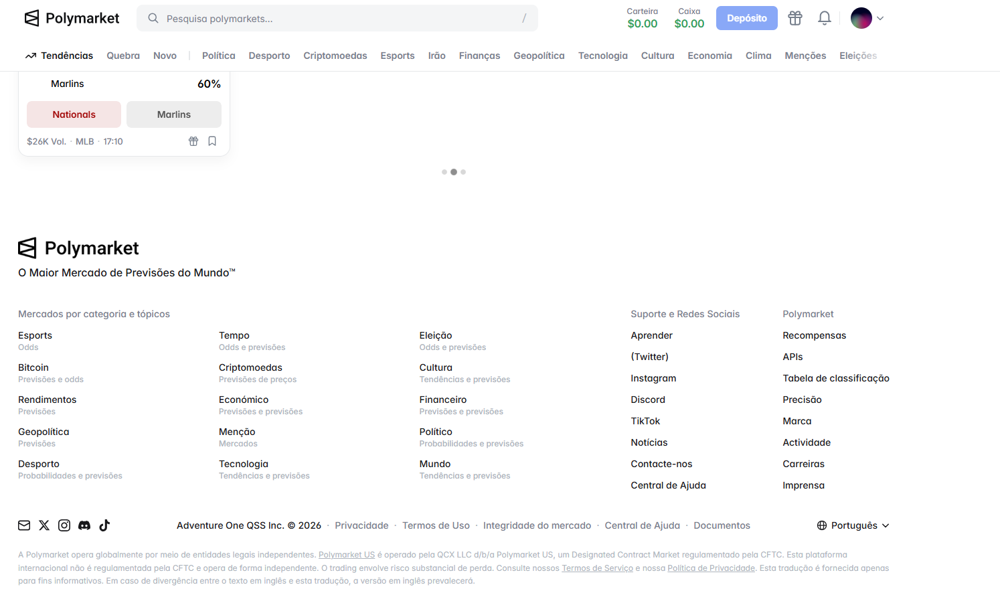 Polymarket
Pesquisa polymarkets...
/
Carteira
$0.00
Caixa
$0.00
Depósito
Tendências
Quebra
Novo
Política
Desporto
Criptomoedas
Esports
Irão
Finanças
Geopolítica
Tecnologia
Cultura
Economia
Clima
Menções
Eleições
Marlins 60%
Nationals
Marlins
$26K Vol. · MLB · 17:10
Polymarket
O Maior Mercado de Previsões do Mundo™
Mercados por categoria e tópicos
Esports
Odds
Bitcoin
Previsões e odds
Rendimentos
Previsões
Geopolítica
Previsões
Desporto
Probabilidades e previsões
Tempo
Odds e previsões
Criptomoedas
Previsões de preços
Económico
Previsões e previsões
Menção
Mercados
Tecnologia
Tendências e previsões
Eleição
Odds e previsões
Cultura
Tendências e previsões
Financeiro
Previsões e previsões
Político
Probabilidades e previsões
Mundo
Tendências e previsões
Suporte e Redes Sociais
Aprender
(Twitter)
Instagram
Discord
TikTok
Notícias
Contacte-nos
Central de Ajuda
Polymarket
Recompensas
APIs
Tabela de classificação
Precisão
Marca
Actividade
Carreiras
Imprensa
Adventure One QSS Inc. © 2026 · Privacidade · Termos de Uso · Integridade do mercado · Central de Ajuda · Documentos
Português
A Polymarket opera globalmente por meio de entidades legais independentes. Polymarket US é operado pela QCX LLC d/b/a Polymarket US, um Designated Contract Market regulamentado pela CFTC. Esta plataforma
internacional não é regulamentada pela CFTC e opera de forma independente. O trading envolve risco substancial de perda. Consulte nossos Termos de Serviço e nossa Política de Privacidade. Esta tradução é fornecida apenas
para fins informativos. Em caso de divergência entre o texto em inglês e esta tradução, a versão em inglês prevalecerá.